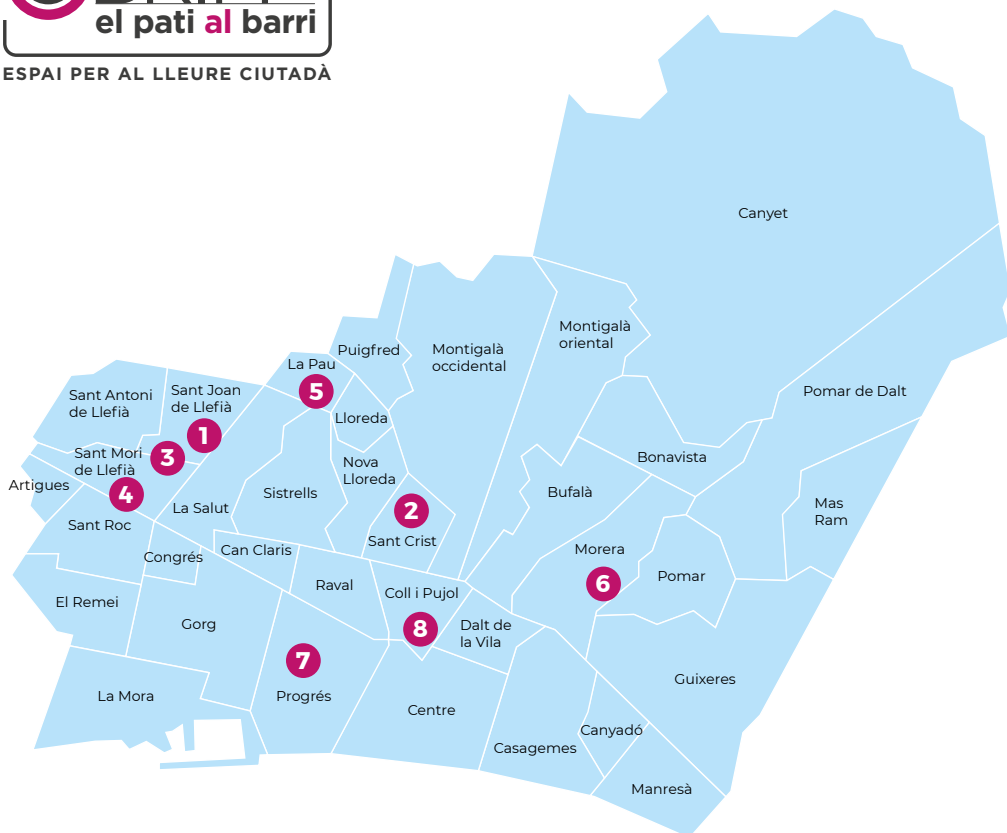 el pati al barri
ESPAI PER AL LLEURE CIUTADÀ
Canyet
Montigalà
oriental
Puigfred
Montigalà
occidental
La Pau
5
Pomar de Dalt
Sant Antoni
de Llefià
Sant Joan
de Llefià
1
Lloreda
Sant Mori
de Llefià
3
Bonavista
Nova
Lloreda
Artigues
4
Sistrells
Bufalà
La Salut
2
Mas
Ram
Sant Roc
Sant Crist
Congrés
Can Claris
Morera
6
Raval
Coll i Pujol
Pomar
El Remei
Gorg
8
Dalt de
la Vila
7
Guixeres
La Mora
Progrés
Centre
Canyadó
Casagemes
Manresà